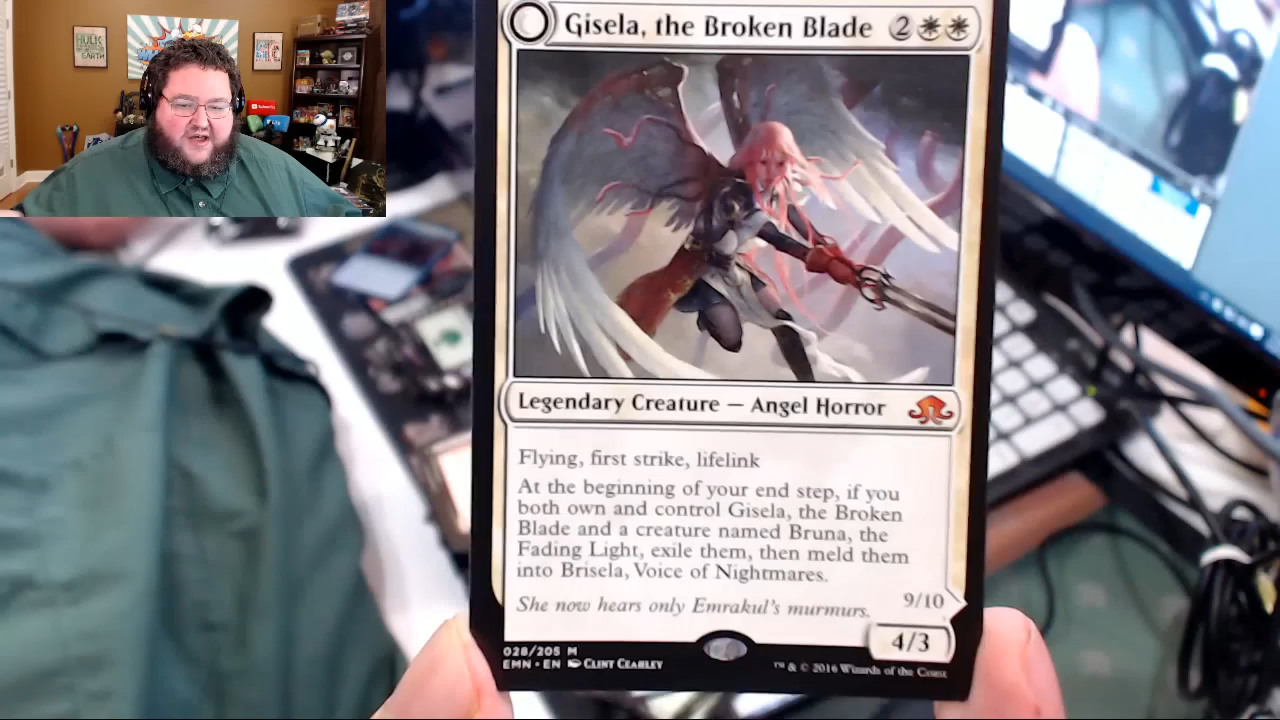 HULK
EARTH
Gisela, the Broken Blade 2
Legendary Creature — Angel Horror
Flying, first strike, lifelink
At the beginning of your end step, if you
both own and control Gisela, the Broken
Blade and a creature named Bruna, the
Fading Light, exile them, then meld them
into Brisela, Voice of Nightmares.
She now hears only Emrakul's murmurs.
9/10
4/3
028/205 M
EMN • EN Clint Cearley
™ & © 2016 Wizards of the Coast